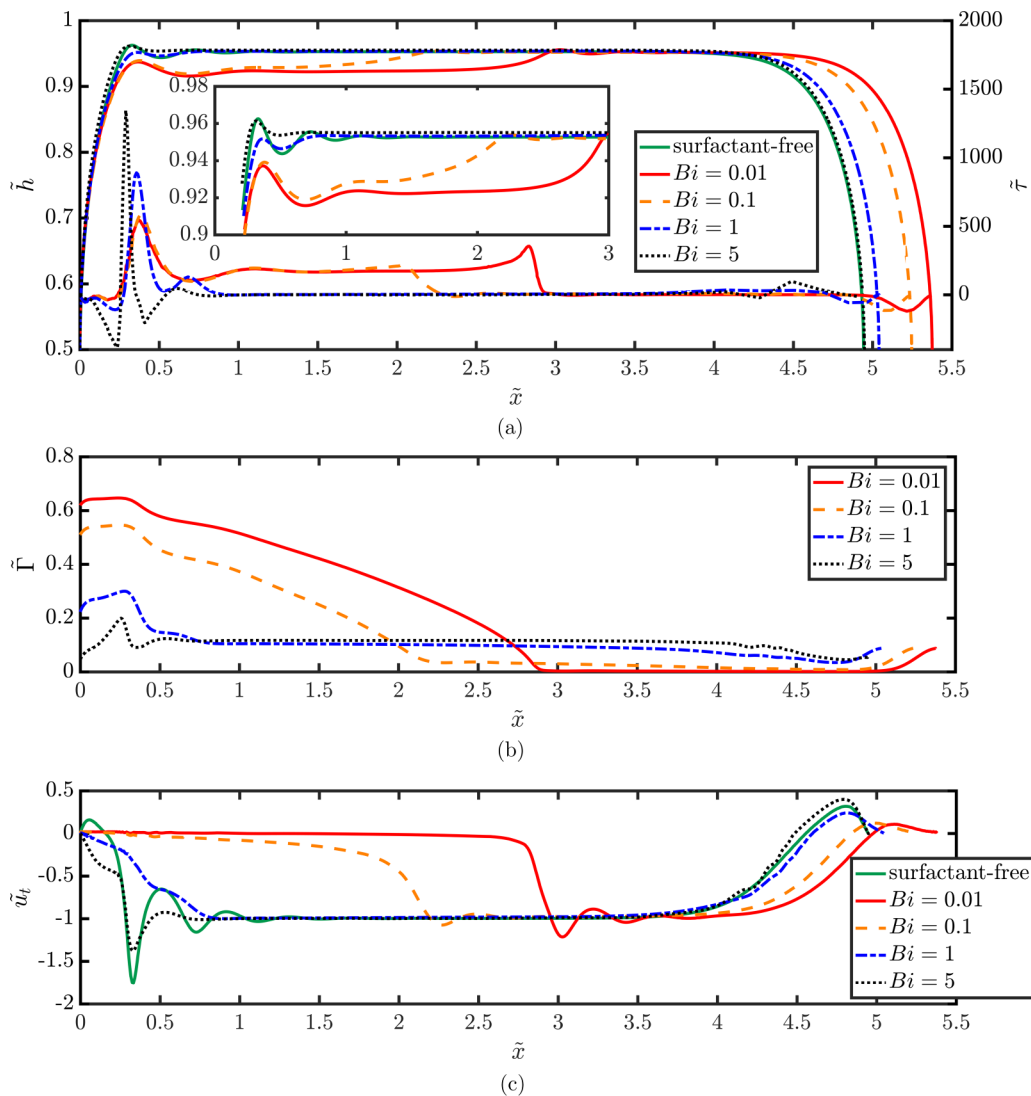 1
0.9
0.8
0.7
0.6
0.5
h̃
2000
1500
1000
500
0
τ̃
0.98
0.96
0.94
0.92
0.9
0 1 2 3
surfactant-free
Bi = 0.01
Bi = 0.1
Bi = 1
Bi = 5
0 0.5 1 1.5 2 2.5 3 3.5 4 4.5 5 5.5
x̃
(a)
0.8
0.6
0.4
0.2
0
Γ̃
Bi = 0.01
Bi = 0.1
Bi = 1
Bi = 5
0 0.5 1 1.5 2 2.5 3 3.5 4 4.5 5 5.5
x̃
(b)
0.5
0
-0.5
-1
-1.5
-2
ũt
surfactant-free
Bi = 0.01
Bi = 0.1
Bi = 1
Bi = 5
0 0.5 1 1.5 2 2.5 3 3.5 4 4.5 5 5.5
x̃
(c)